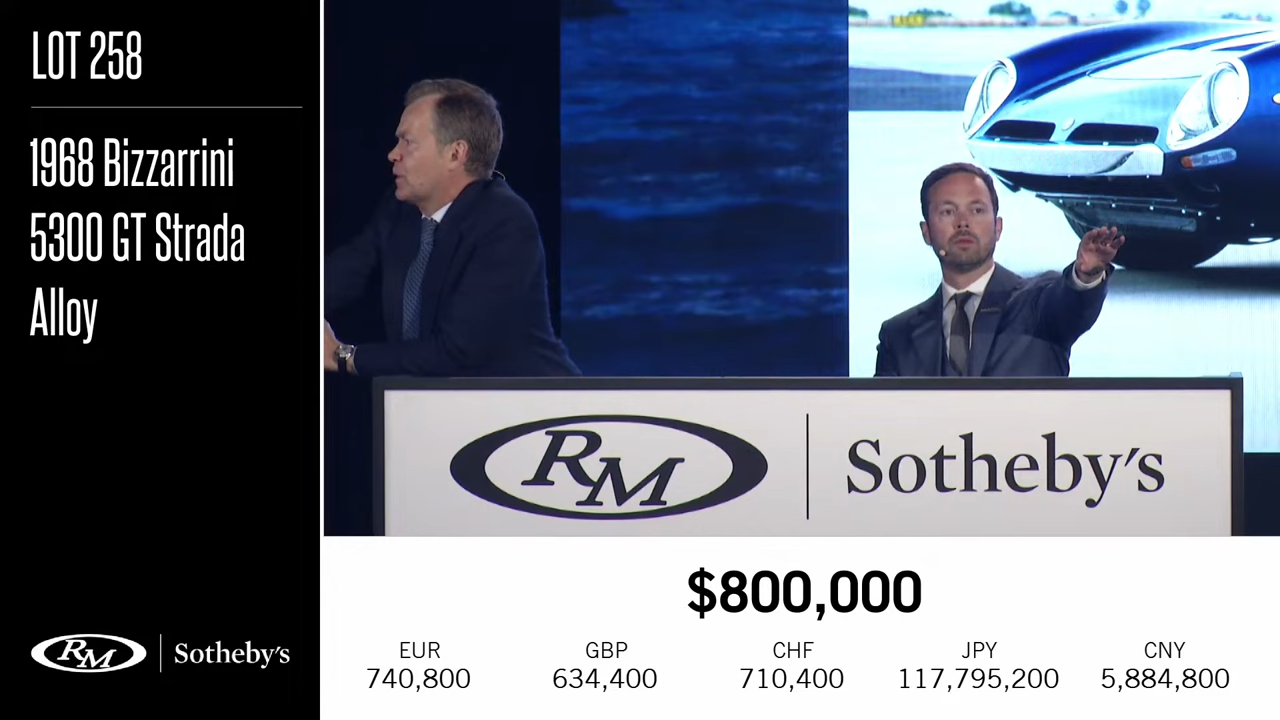 LOT 258
1968 Bizzarrini
5300 GT Strada
Alloy
RM Sotheby's
RM Sotheby's
$800,000
EUR GBP CHF JPY CNY
740,800 634,400 710,400 117,795,200 5,884,800